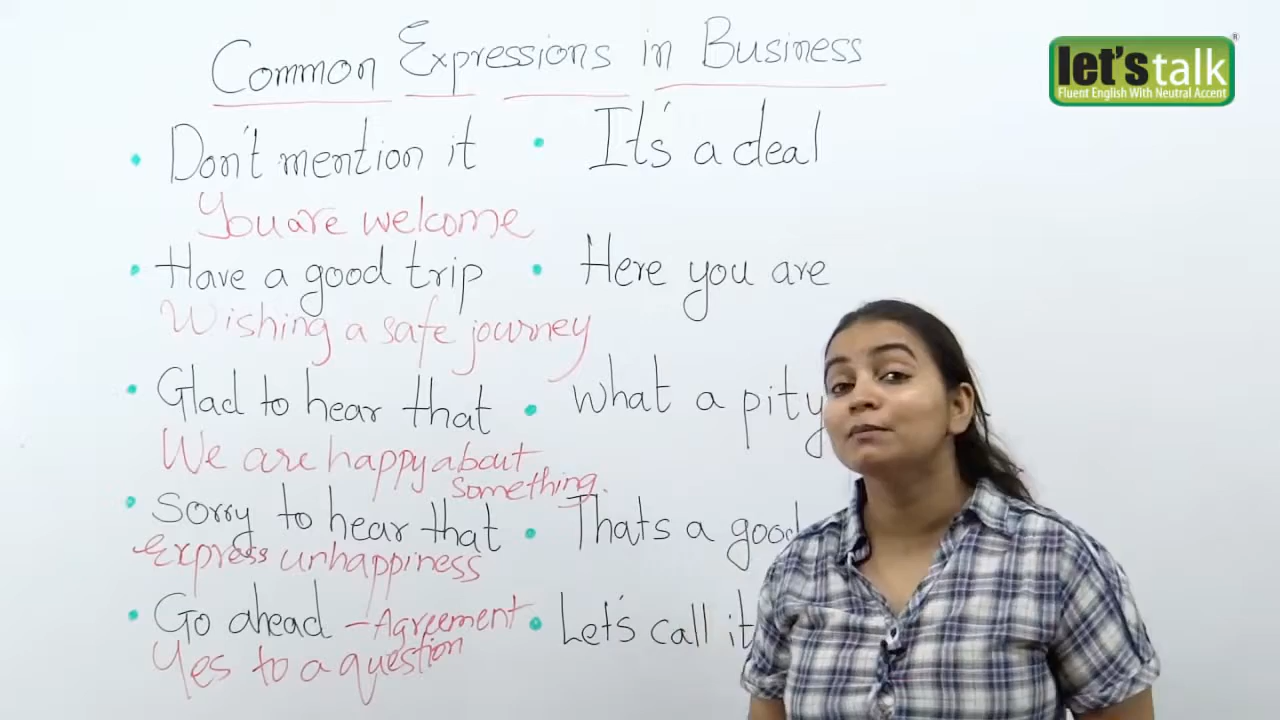 Common Expressions in Business
let's talk ®
Fluent English With Neutral Accent
• Don't mention it
You are welcome
• Have a good trip
Wishing a safe journey
• Glad to hear that
We are happy about
something.
• Sorry to hear that
Express unhappiness
• Go ahead – Agreement
Yes to a question
• It's a deal
• Here you are
• What a pity
• Thats a good
• Let's call it